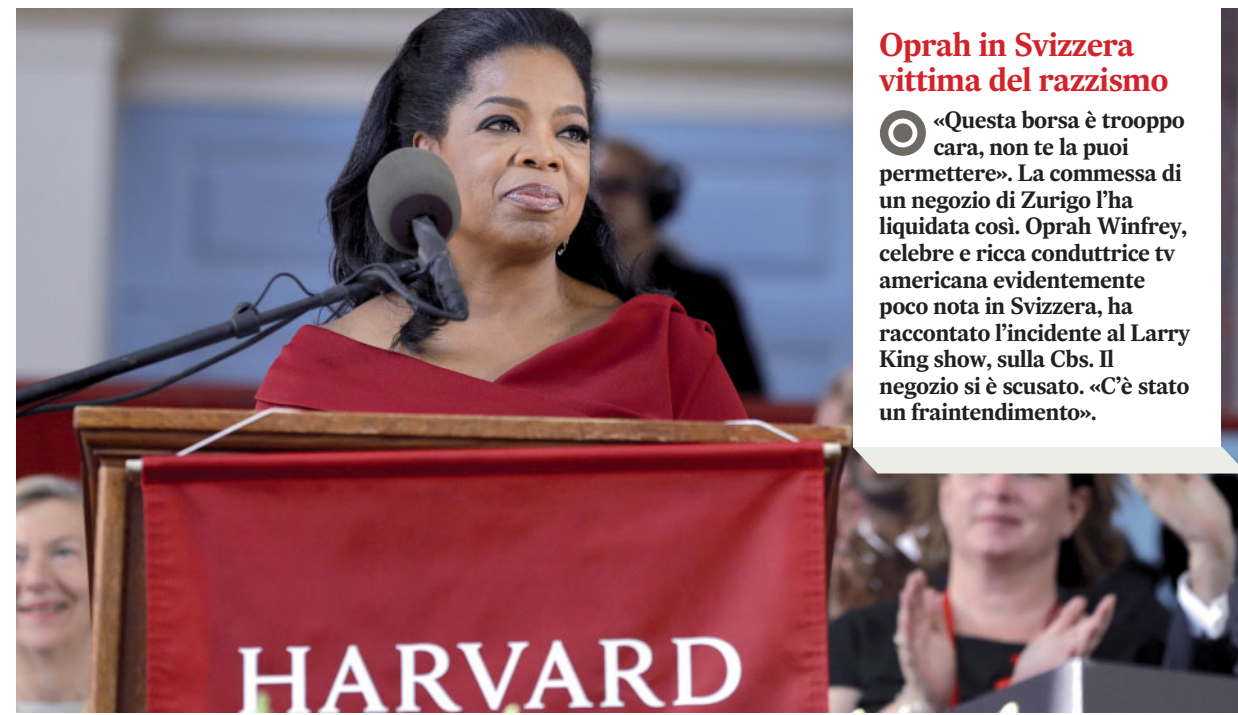 Oprah in Svizzera
vittima del razzismo
«Questa borsa è trooppo
cara, non te la puoi
permettere». La commessa di
un negozio di Zurigo l’ha
liquidata così. Oprah Winfrey,
celebre e ricca conduttrice tv
americana evidentemente
poco nota in Svizzera, ha
raccontato l’incidente al Larry
King show, sulla Cbs. Il
negozio si è scusato. «C’è stato
un fraintendimento».
HARVARD